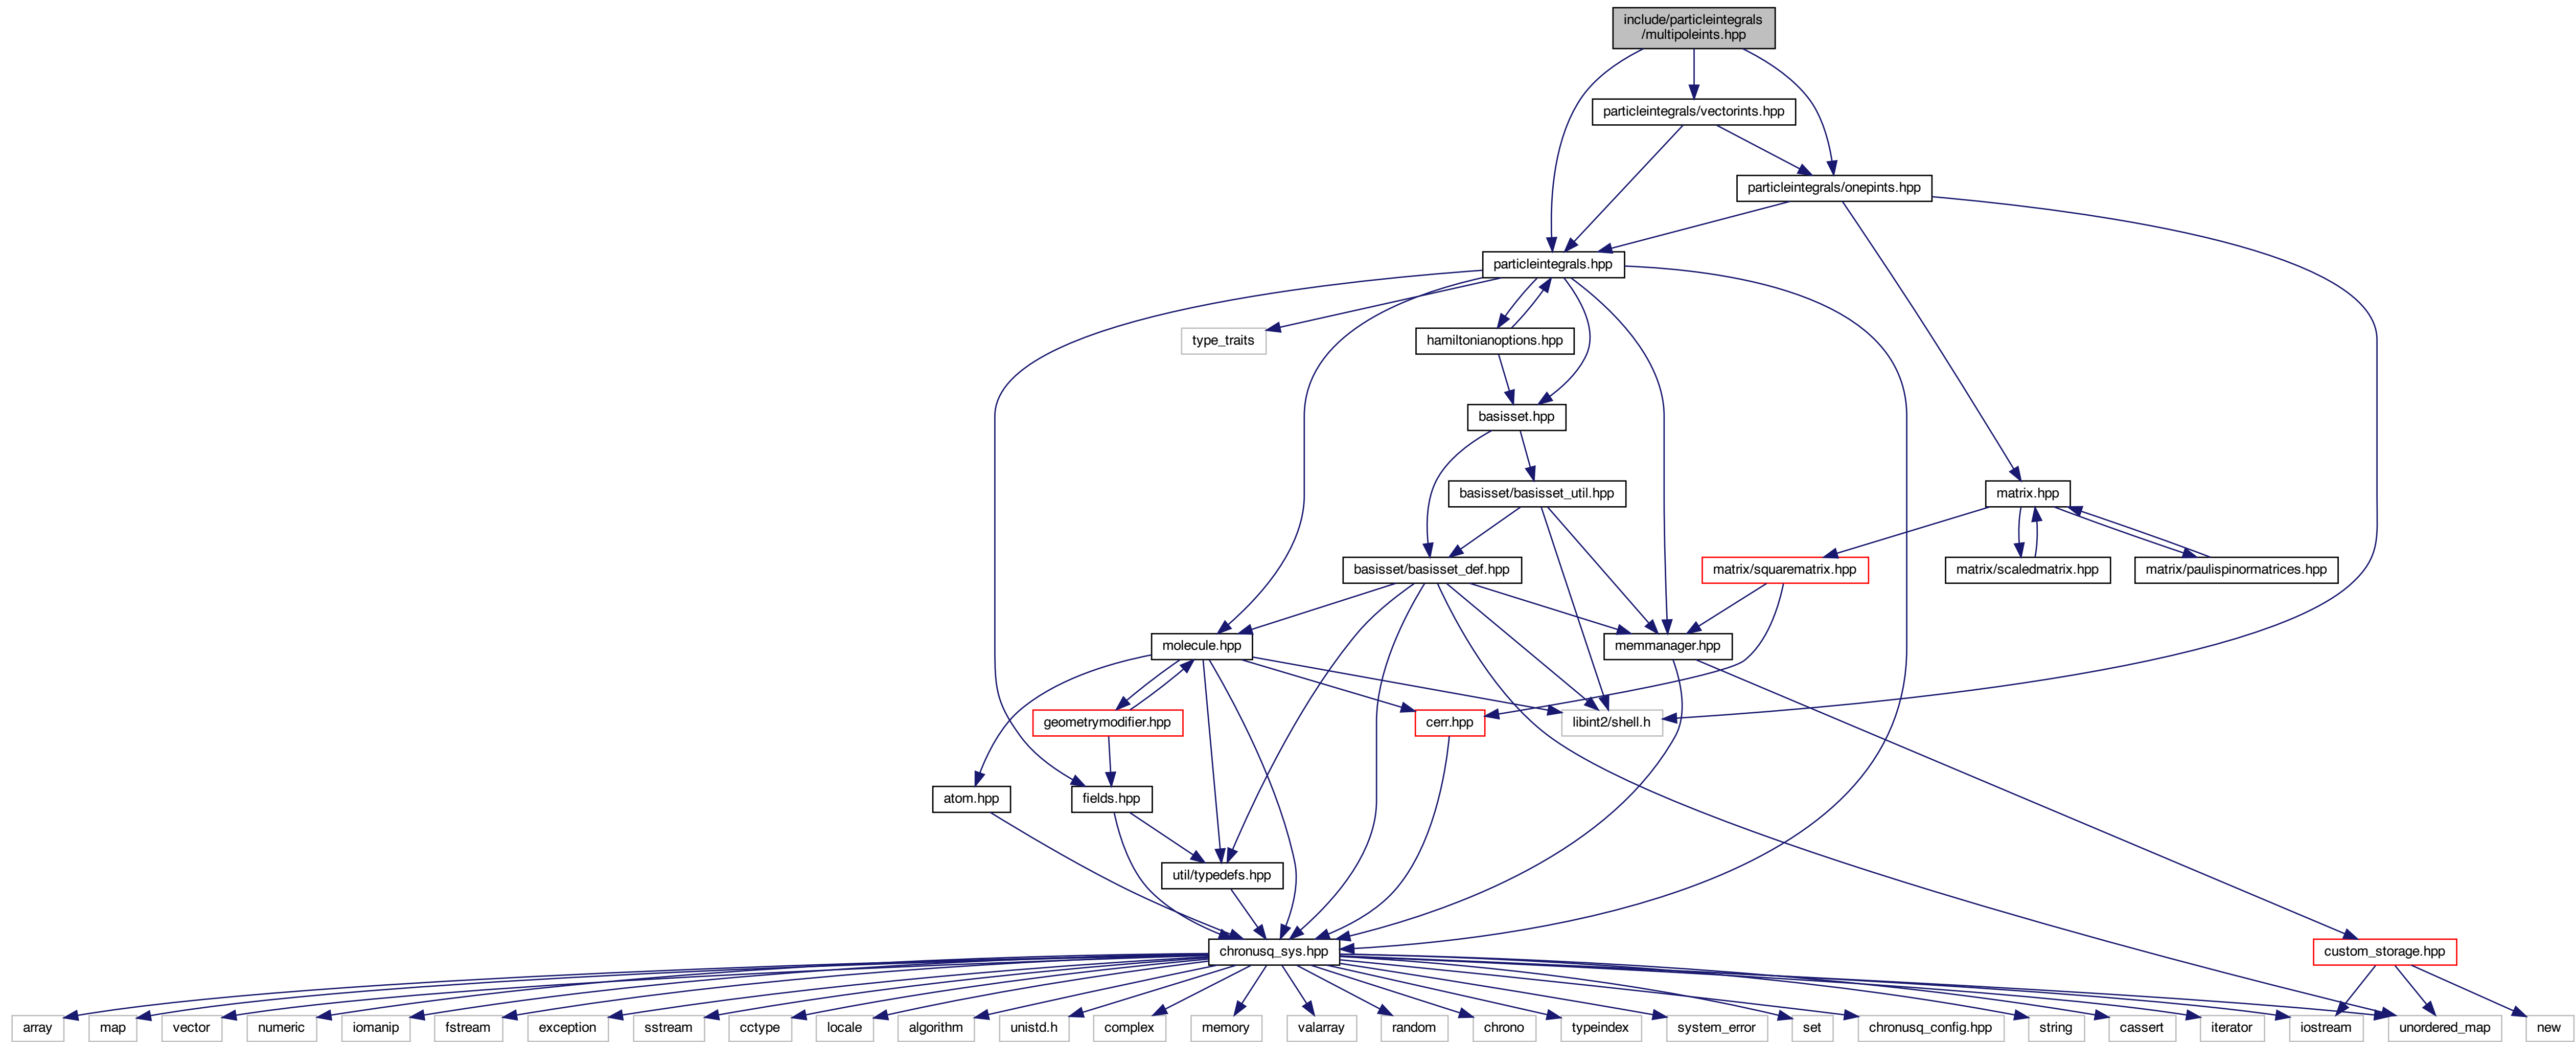 include/particleintegrals
/multipoleints.hpp
particleintegrals/vectorints.hpp
particleintegrals/onepints.hpp
particleintegrals.hpp
type_traits
hamiltonianoptions.hpp
basisset.hpp
basisset/basisset_util.hpp
matrix.hpp
basisset/basisset_def.hpp
matrix/squarematrix.hpp
matrix/scaledmatrix.hpp
matrix/paulispinormatrices.hpp
molecule.hpp
memmanager.hpp
geometrymodifier.hpp
cerr.hpp
libint2/shell.h
atom.hpp
fields.hpp
util/typedefs.hpp
chronusq_sys.hpp
custom_storage.hpp
array
map
vector
numeric
iomanip
fstream
exception
sstream
cctype
locale
algorithm
unistd.h
complex
memory
valarray
random
chrono
typeindex
system_error
set
chronusq_config.hpp
string
cassert
iterator
iostream
unordered_map
new